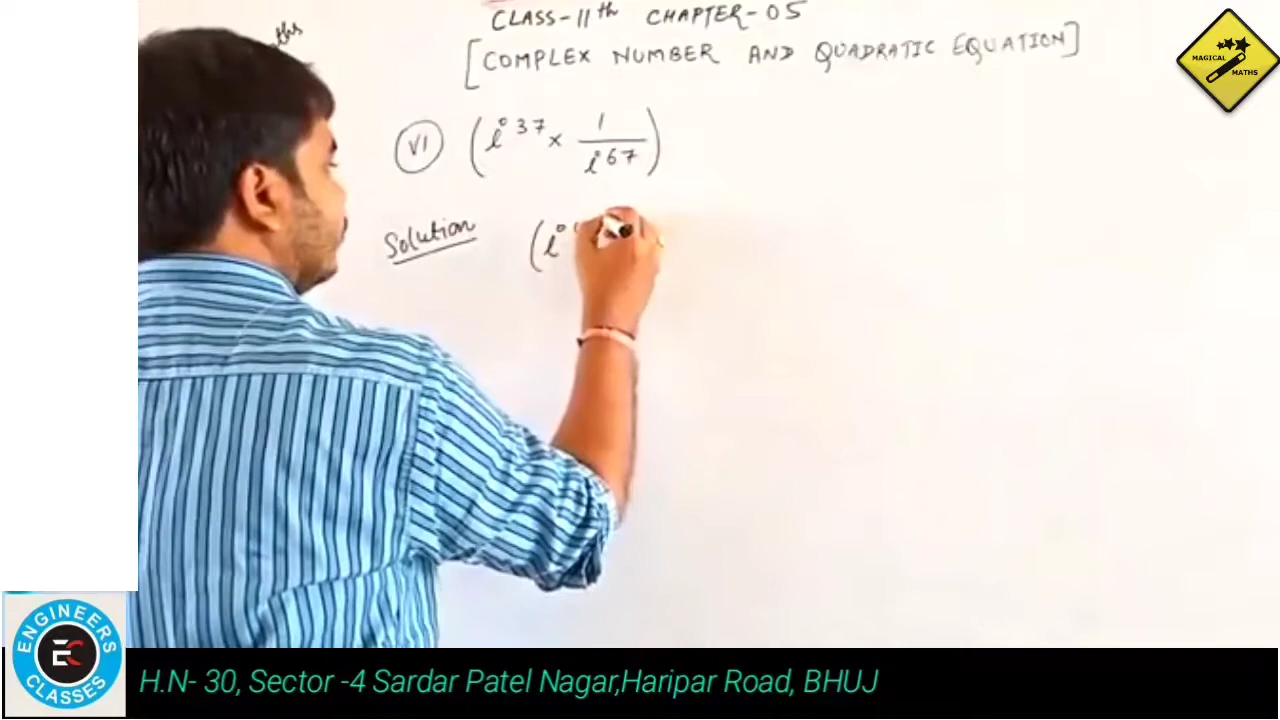 CLASS-11th CHAPTER-05
[COMPLEX NUMBER AND QUADRATIC EQUATION]
MAGICAL MATHS
(VI) (i^37 × 1/i^67)
Solution (i
ENGINEERS CLASSES
EC
H.N- 30, Sector -4 Sardar Patel Nagar,Haripar Road, BHUJ